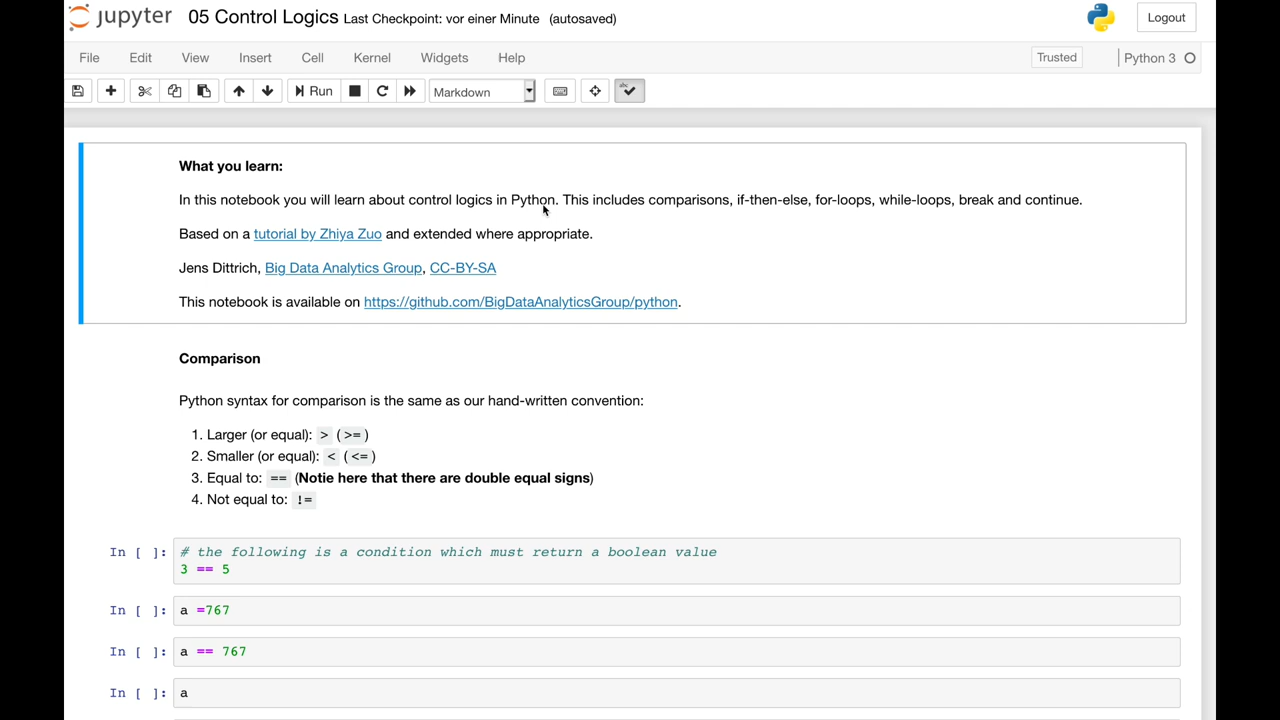 jupyter 05 Control Logics Last Checkpoint: vor einer Minute (autosaved) Logout
File Edit View Insert Cell Kernel Widgets Help Trusted Python 3
Run Markdown
What you learn:
In this notebook you will learn about control logics in Python. This includes comparisons, if-then-else, for-loops, while-loops, break and continue.
Based on a tutorial by Zhiya Zuo and extended where appropriate.
Jens Dittrich, Big Data Analytics Group, CC-BY-SA
This notebook is available on https://github.com/BigDataAnalyticsGroup/python.
Comparison
Python syntax for comparison is the same as our hand-written convention:
1. Larger (or equal): > (>=)
2. Smaller (or equal): < (<=)
3. Equal to: == (Notie here that there are double equal signs)
4. Not equal to: !=
In [ ]: # the following is a condition which must return a boolean value
3 == 5
In [ ]: a =767
In [ ]: a == 767
In [ ]: a